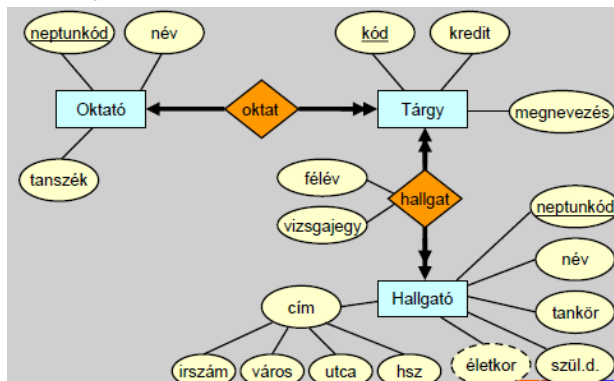 neptunkód név kód kredit
Oktató oktat Tárgy megnevezés
tanszék
félév
hallgat
vizsgajegy
neptunkód
név
cím Hallgató tankör
irszám város utca hsz életkor szül.d.